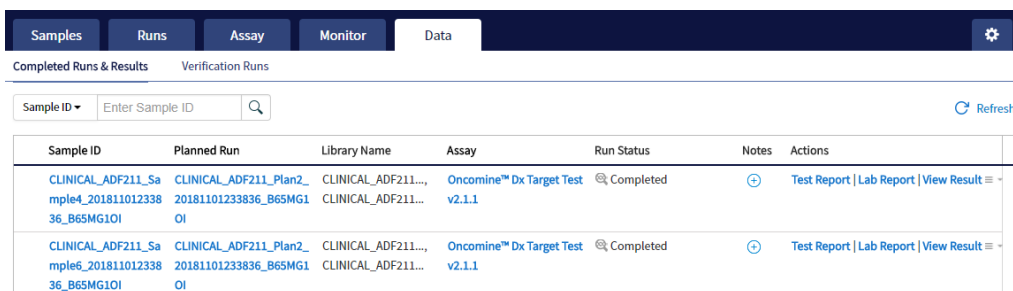 Samples Runs Assay Monitor Data
Completed Runs & Results Verification Runs
Sample ID Enter Sample ID Refresh
Sample ID Planned Run Library Name Assay Run Status Notes Actions
CLINICAL_ADF211_Sa CLINICAL_ADF211_Plan2_ CLINICAL_ADF211..., Oncomine™ Dx Target Test Completed Test Report | Lab Report | View Result
mple4_201811012338 20181101233836_B65MG1 CLINICAL_ADF211... v2.1.1
36_B65MG1OI OI
CLINICAL_ADF211_Sa CLINICAL_ADF211_Plan2_ CLINICAL_ADF211..., Oncomine™ Dx Target Test Completed Test Report | Lab Report | View Result
mple6_201811012338 20181101233836_B65MG1 CLINICAL_ADF211... v2.1.1
36_B65MG1OI OI